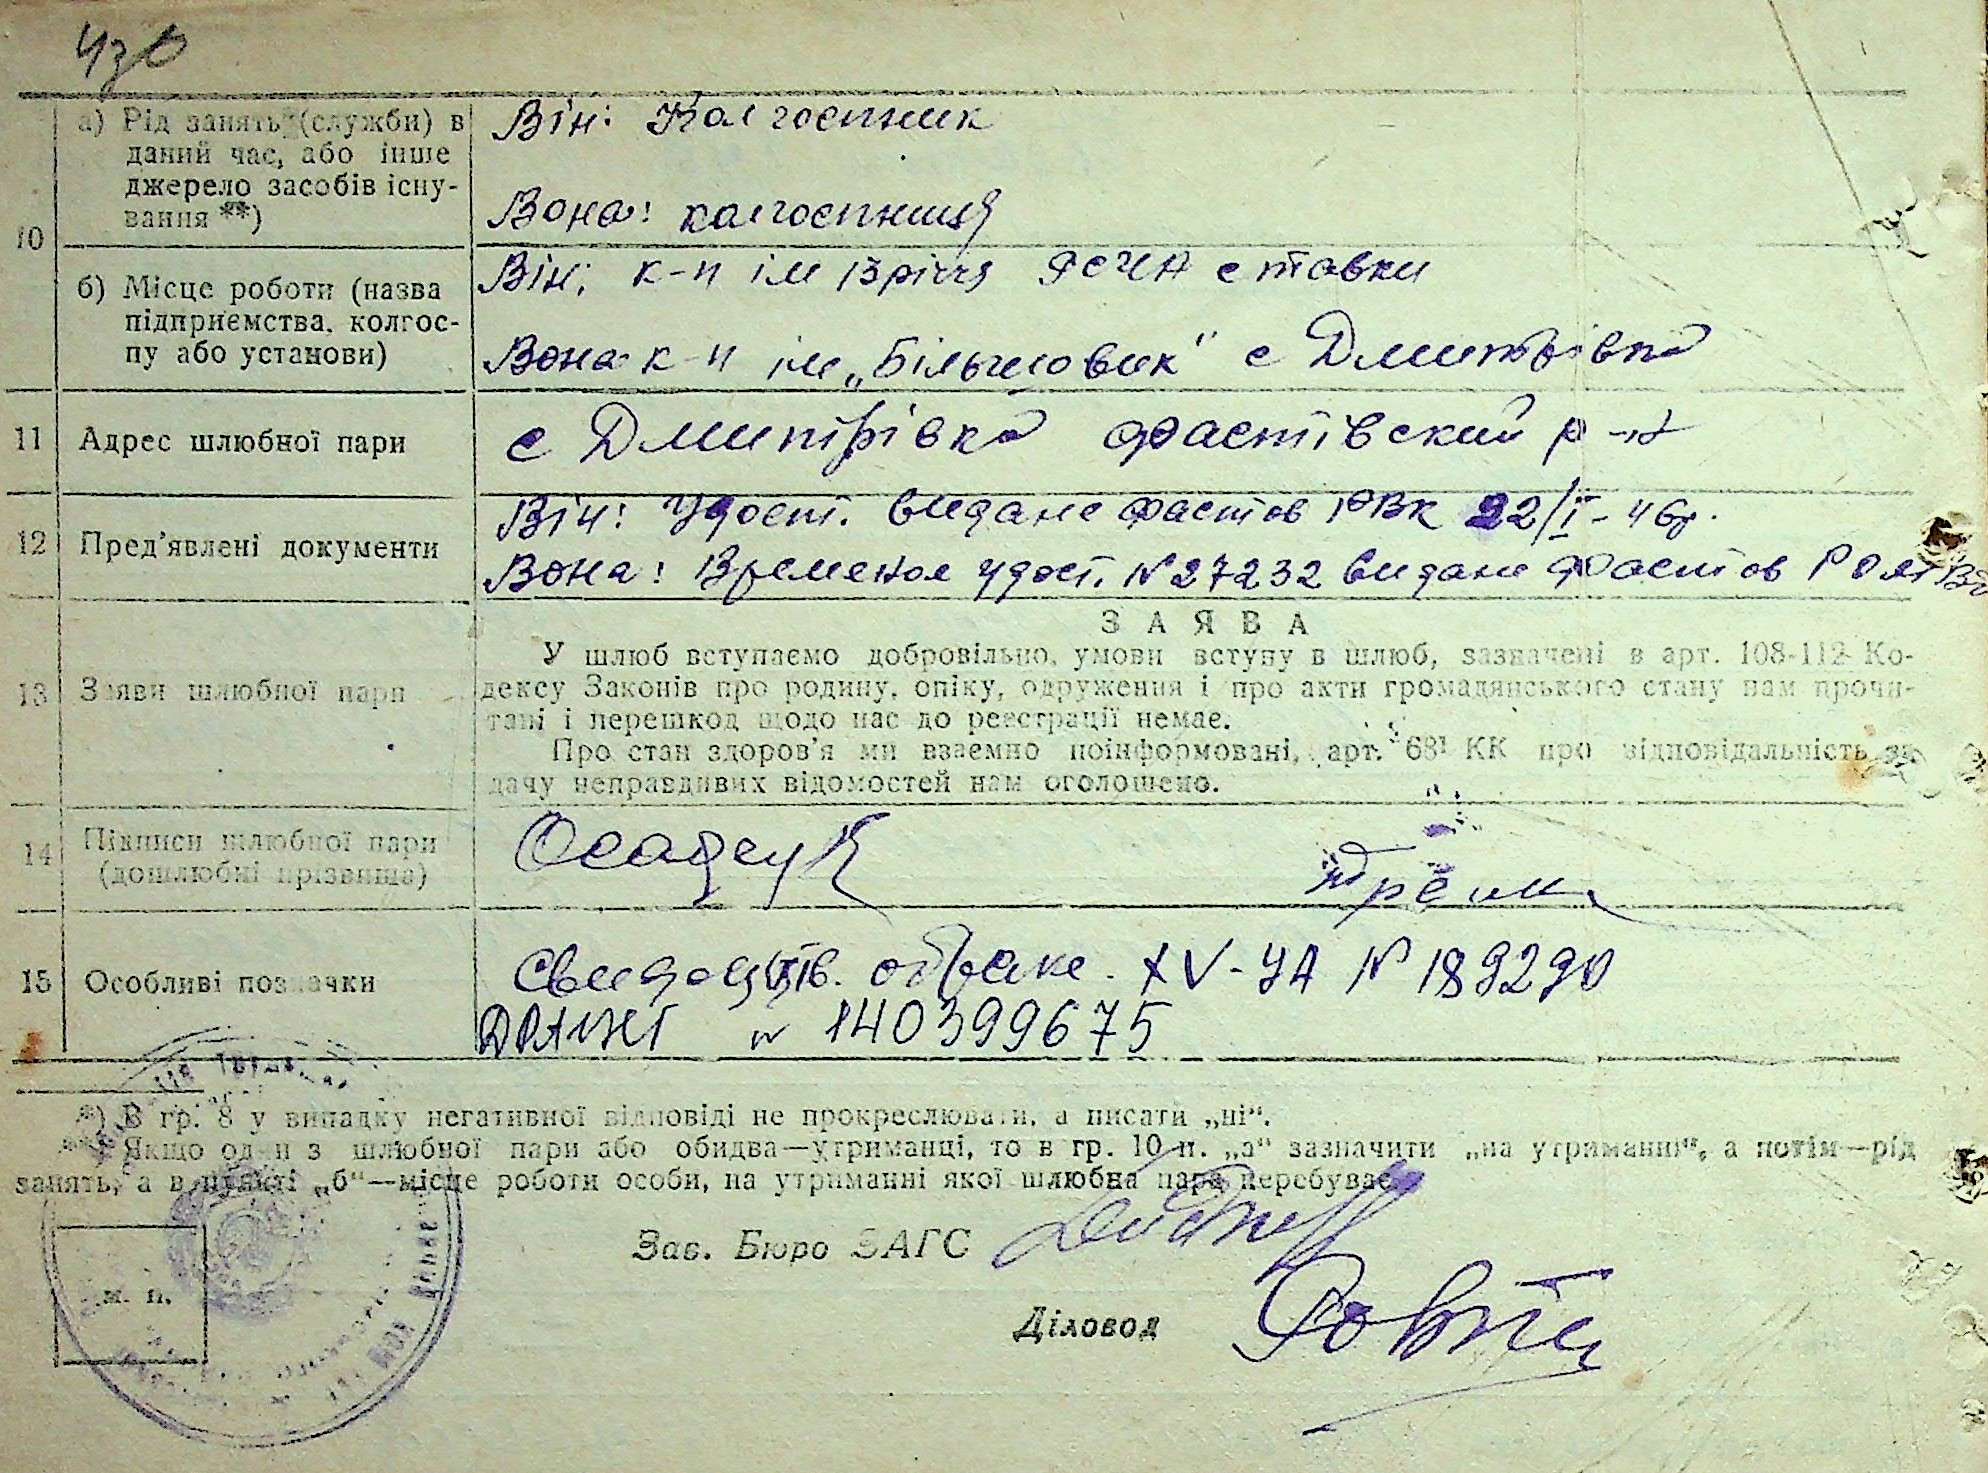 430
а) Рід занять (служби) в
даний час, або інше
джерело засобів існу-
вання **)
Він: Колгоспник
Вона: колгоспниця
10
б) Місце роботи (назва
підприємства, колгос-
пу або установи)
Він: к-п ім 13річчя РСЧА ставки
Вона к-п ім „Більшовик" с Дмитрівка
11 Адрес шлюбної пари
с Дмитрівка Фастівский р-н
12 Пред'явлені документи
Він: Удост. видане Фастов РВК 22/I-46р.
Вона: Временое удост. N 27232 видане Фастов
13 Заяви шлюбної пари
ЗАЯВА
У шлюб вступаємо добровільно, умови вступу в шлюб, зазначені в арт. 108-112 Ко-
дексу Законів про родину, опіку, одруження і про акти громадянського стану нам прочи-
тані і перешкод щодо нас до реєстрації немає.
Про стан здоров'я ми взаємно поінформовані, арт. 68¹ КК про відповідальність за
дачу неправдивих відомостей нам оголошено.
14 Підписи шлюбної пари
(дошлюбні прізвища)
Осадчук
15 Особливі позначки
XV-УА N 189290
N 140399675
*) В гр. 8 у випадку негативної відповіді не прокреслювати, а писати „ні".
Якщо один з шлюбної пари або обидва—утриманці, то в гр. 10 п. „а" зазначити „на утриманні", а потім—рід
занять, а в пункті „б"—місце роботи особи, на утриманні якої шлюбна пара перебуває.
Зав. Бюро ЗАГС
м. п.
Діловод